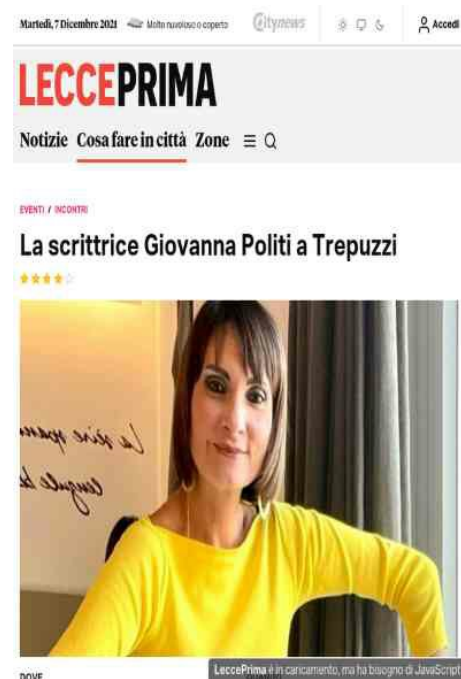 Martedì, 7 Dicembre 2021 Molto nuvoloso o coperto Citynews Accedi
LECCEPRIMA
Notizie Cosa fare in città Zone
EVENTI / INCONTRI
La scrittrice Giovanna Politi a Trepuzzi
DOVE
LeccePrima è in caricamento, ma ha bisogno di JavaScript